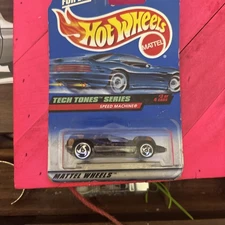 HOT WHEELS
MATTEL
TECH TONES SERIES
SPEED MACHINE
MATTEL WHEELS